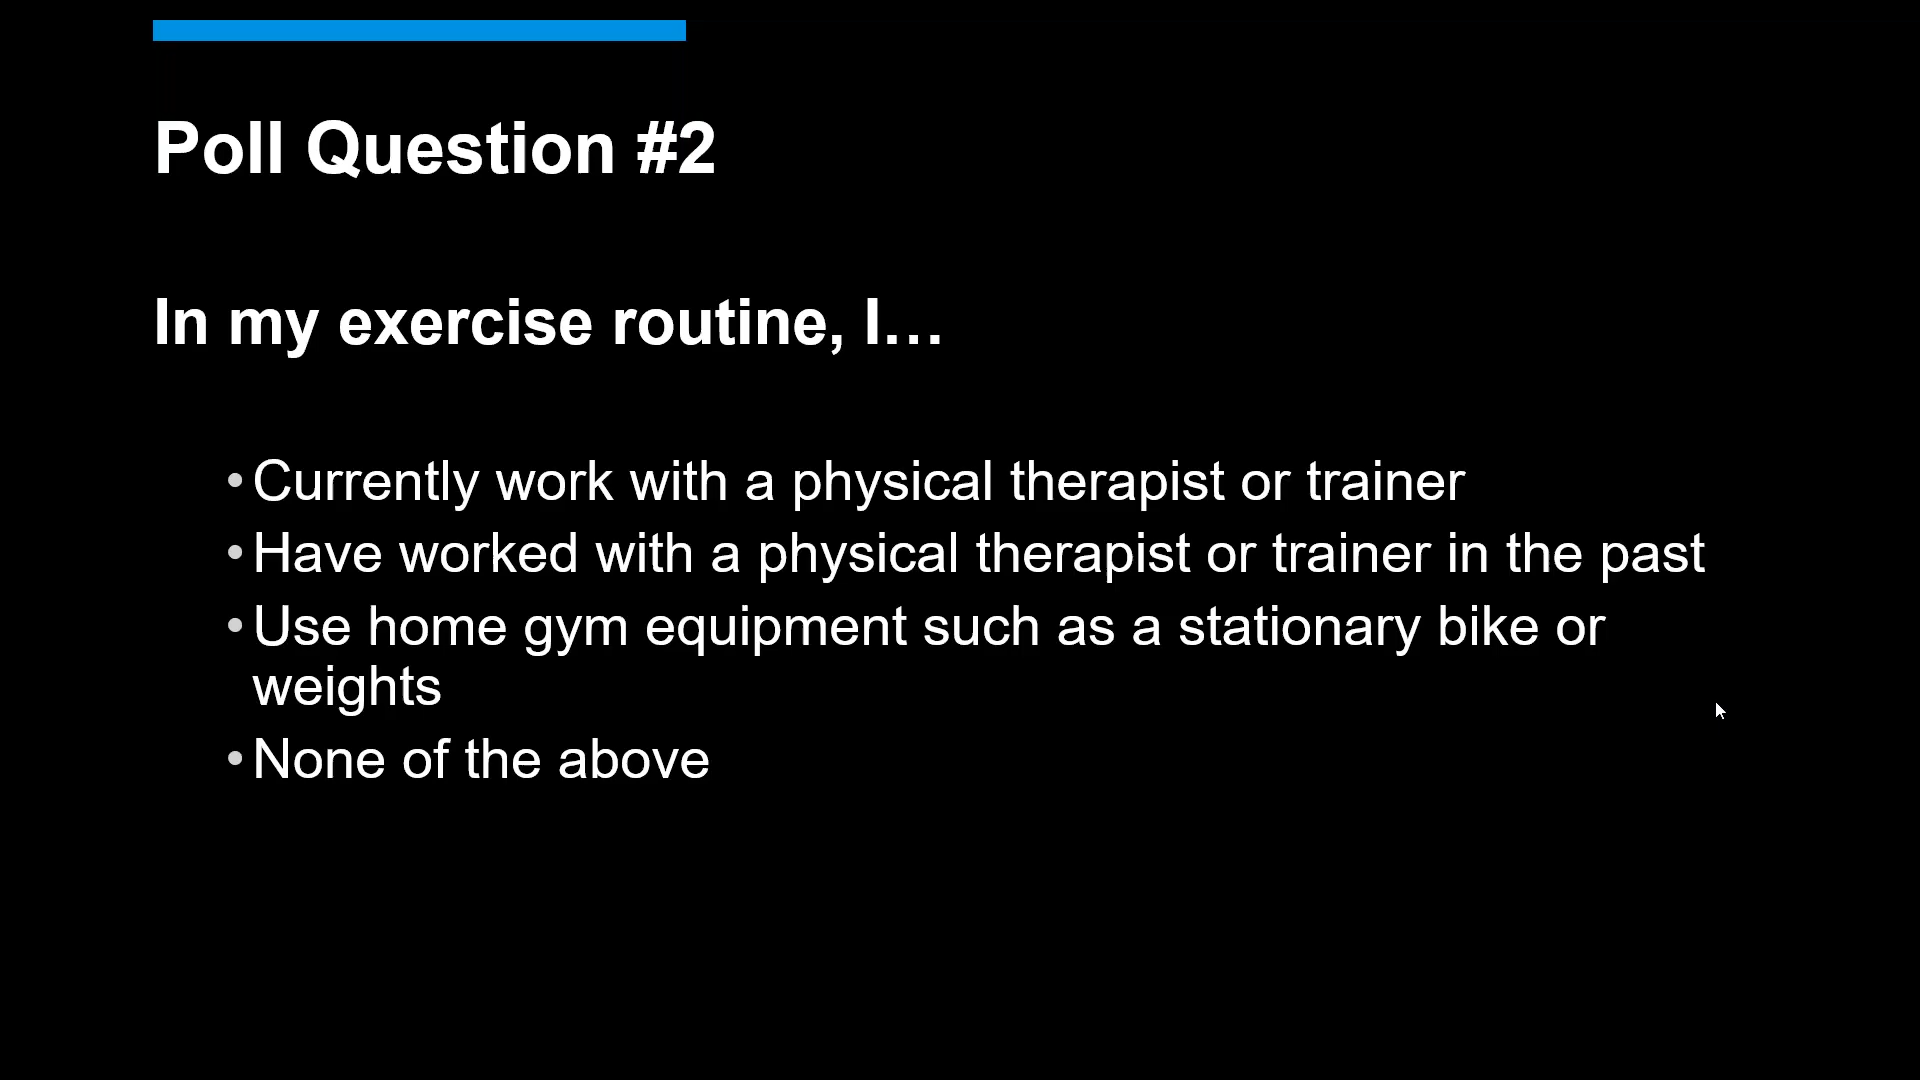 Poll Question #2
In my exercise routine, I…
•Currently work with a physical therapist or trainer
•Have worked with a physical therapist or trainer in the past
•Use home gym equipment such as a stationary bike or
weights
•None of the above